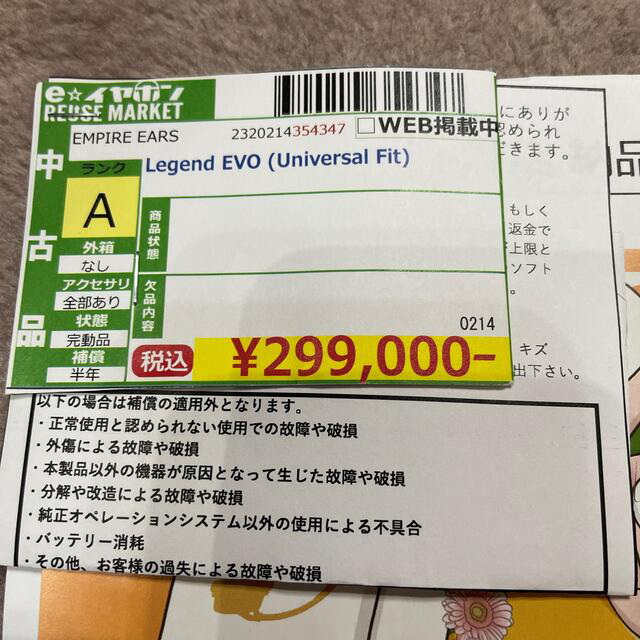 e☆イヤホン
REUSE MARKET
EMPIRE EARS
2320214354347
□WEB掲載中
Legend EVO (Universal Fit)
中古品
ランク
A
外箱
なし
アクセサリ
全部あり
状態
完動品
補償
半年
商品状態
欠品内容
0214
税込
¥299,000-
にありが
認められ
できます。
品
もしく
返金で
上限と
ソフト
。
キズ
出下さい。
以下の場合は補償の適用外となります。
・正常使用と認められない使用での故障や破損
・外傷による故障や破損
・本製品以外の機器が原因となって生じた故障や破損
・分解や改造による故障や破損
・純正オペレーションシステム以外の使用による不具合
・バッテリー消耗
・その他、お客様の過失による故障や破損